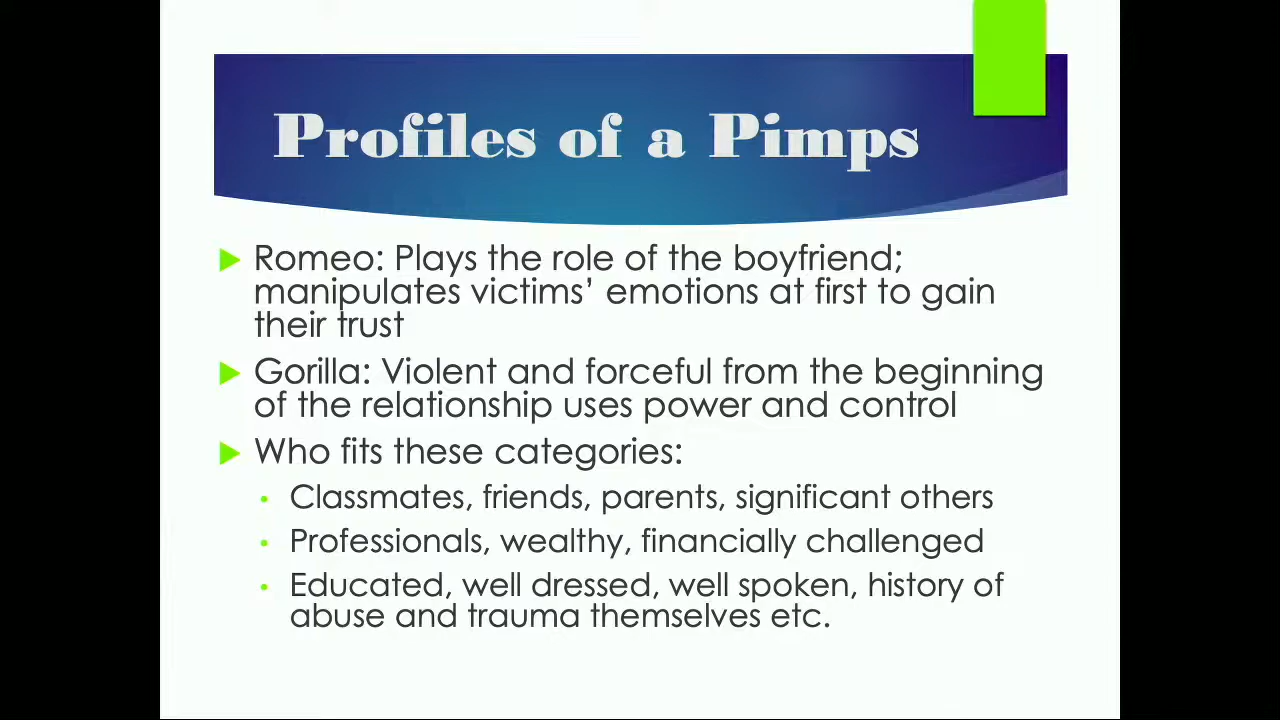 Profiles of a Pimps
Romeo: Plays the role of the boyfriend;
manipulates victims’ emotions at first to gain
their trust
Gorilla: Violent and forceful from the beginning
of the relationship uses power and control
Who fits these categories:
Classmates, friends, parents, significant others
Professionals, wealthy, financially challenged
Educated, well dressed, well spoken, history of
abuse and trauma themselves etc.